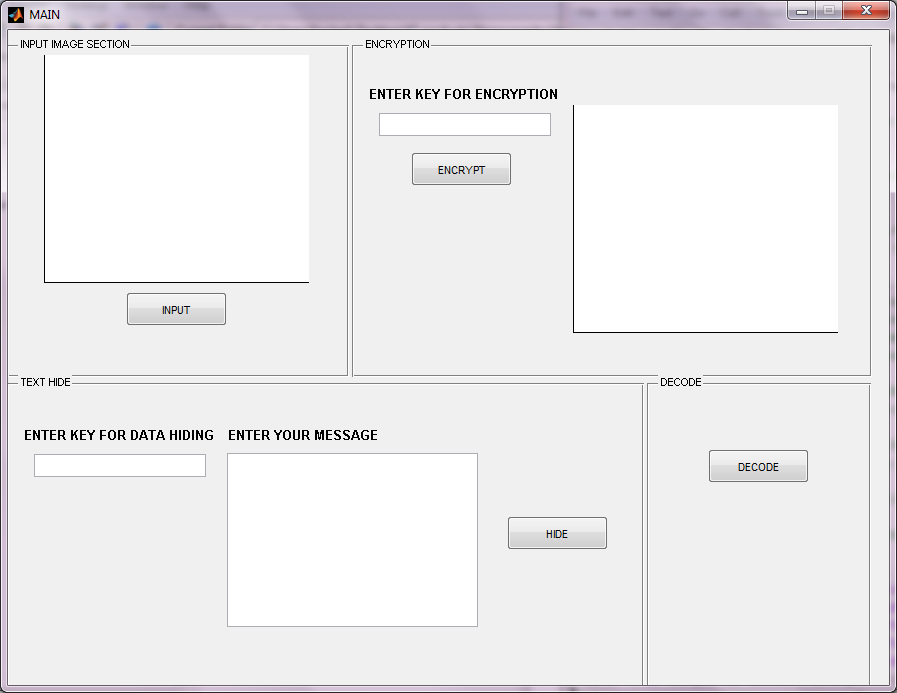 MAIN
INPUT IMAGE SECTION
INPUT
ENCRYPTION
ENTER KEY FOR ENCRYPTION
ENCRYPT
TEXT HIDE
ENTER KEY FOR DATA HIDING
ENTER YOUR MESSAGE
HIDE
DECODE
DECODE